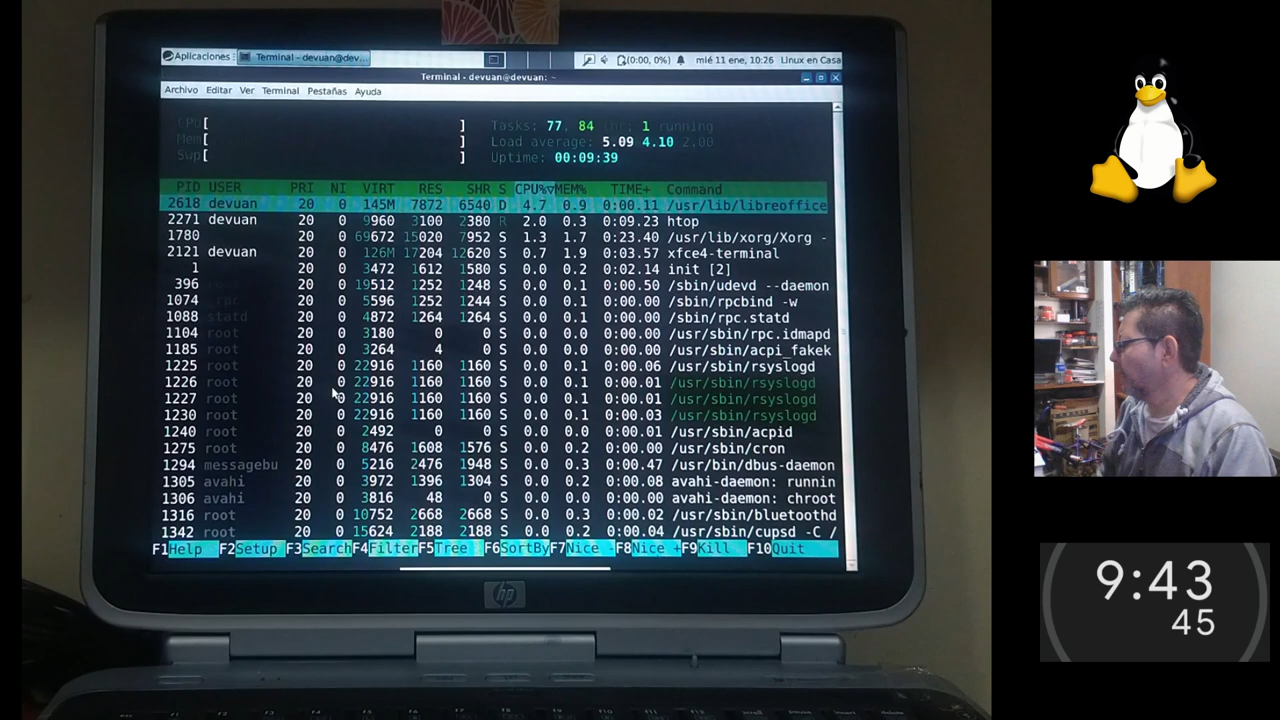 Aplicaciones Terminal - devuan@dev... (0:00, 0%) mié 11 ene, 10:26 Linux en Casa
Terminal - devuan@devuan: ~
Archivo Editar Ver Terminal Pestañas Ayuda
CPU[ ] Tasks: 77, 84 thr; 1 running
Mem[ ] Load average: 5.09 4.10 2.00
Swp[ ] Uptime: 00:09:39
PID USER PRI NI VIRT RES SHR S CPU%▽MEM% TIME+ Command
2618 devuan 20 0 145M 7872 6540 D 4.7 0.9 0:00.11 /usr/lib/libreoffice
2271 devuan 20 0 9960 3100 2380 R 2.0 0.3 0:09.23 htop
1780 20 0 69672 15020 7952 S 1.3 1.7 0:23.40 /usr/lib/xorg/Xorg -
2121 devuan 20 0 126M 17204 12620 S 0.7 1.9 0:03.57 xfce4-terminal
1 20 0 3472 1612 1580 S 0.0 0.2 0:02.14 init [2]
396 20 0 19512 1252 1248 S 0.0 0.1 0:00.50 /sbin/udevd --daemon
1074 _rpc 20 0 5596 1252 1244 S 0.0 0.1 0:00.00 /sbin/rpcbind -w
1088 statd 20 0 4872 1264 1264 S 0.0 0.1 0:00.00 /sbin/rpc.statd
1104 root 20 0 3180 0 0 S 0.0 0.0 0:00.00 /usr/sbin/rpc.idmapd
1185 root 20 0 3264 4 0 S 0.0 0.0 0:00.00 /usr/sbin/acpi_fakek
1225 root 20 0 22916 1160 1160 S 0.0 0.1 0:00.06 /usr/sbin/rsyslogd
1226 root 20 0 22916 1160 1160 S 0.0 0.1 0:00.01 /usr/sbin/rsyslogd
1227 root 20 0 22916 1160 1160 S 0.0 0.1 0:00.01 /usr/sbin/rsyslogd
1230 root 20 0 22916 1160 1160 S 0.0 0.1 0:00.03 /usr/sbin/rsyslogd
1240 root 20 0 2492 0 0 S 0.0 0.0 0:00.01 /usr/sbin/acpid
1275 root 20 0 8476 1608 1576 S 0.0 0.2 0:00.00 /usr/sbin/cron
1294 messagebu 20 0 5216 2476 1948 S 0.0 0.3 0:00.47 /usr/bin/dbus-daemon
1305 avahi 20 0 3972 1396 1304 S 0.0 0.2 0:00.08 avahi-daemon: runnin
1306 avahi 20 0 3816 48 0 S 0.0 0.0 0:00.00 avahi-daemon: chroot
1316 root 20 0 10752 2668 2668 S 0.0 0.3 0:00.02 /usr/sbin/bluetoothd
1342 root 20 0 15624 2188 2188 S 0.0 0.2 0:00.04 /usr/sbin/cupsd -C /
F1Help F2Setup F3SearchF4FilterF5Tree F6SortByF7Nice -F8Nice +F9Kill F10Quit
hp
9:43
45